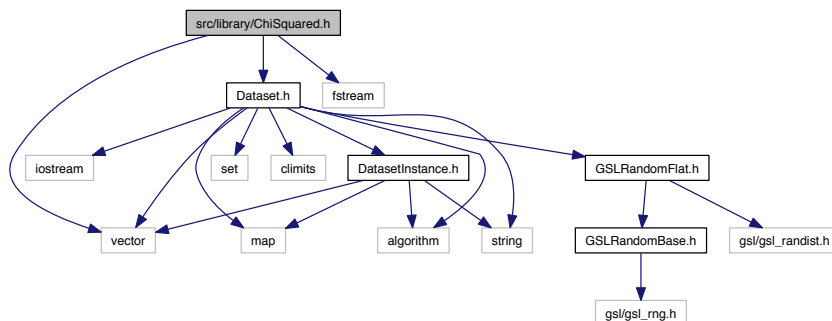 src/library/ChiSquared.h
Dataset.h
fstream
iostream
set
climits
DatasetInstance.h
GSLRandomFlat.h
vector
map
algorithm
string
GSLRandomBase.h
gsl/gsl_randist.h
gsl/gsl_rng.h